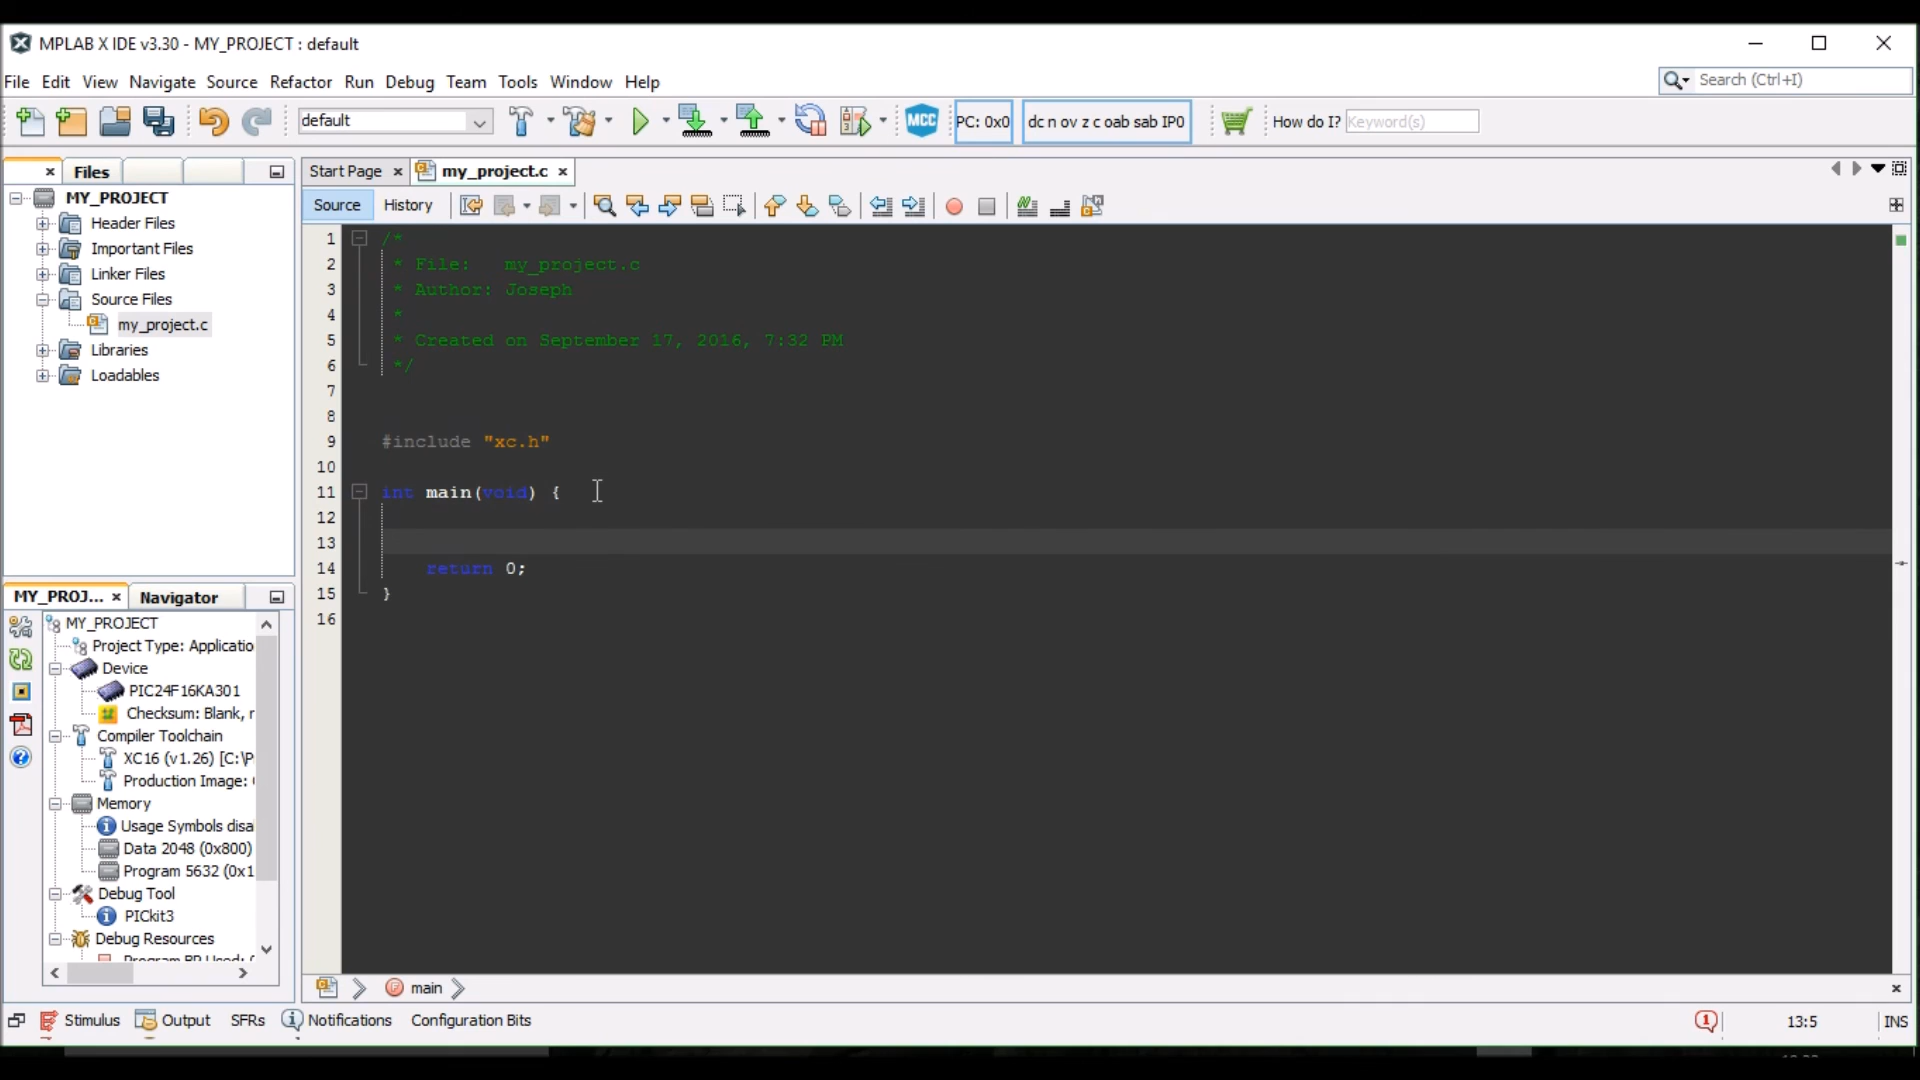 MPLAB X IDE v3.30 - MY_PROJECT : default
File Edit View Navigate Source Refactor Run Debug Team Tools Window Help
Search (Ctrl+I)
default
MCC
PC: 0x0
dc n ov z c oab sab IP0
How do I? Keyword(s)
Files
MY_PROJECT
Header Files
Important Files
Linker Files
Source Files
my_project.c
Libraries
Loadables
Start Page
my_project.c
Source
History
1 /*
2 * File: my_project.c
3 * Author: Joseph
4 *
5 * Created on September 17, 2016, 7:32 PM
6 */
7
8
9 #include "xc.h"
10
11 int main(void) {
12
13
14 return 0;
15 }
16
MY_PROJ...
Navigator
MY_PROJECT
Project Type: Applicatio
Device
PIC24F16KA301
Checksum: Blank, r
Compiler Toolchain
XC16 (v1.26) [C:\P
Production Image:
Memory
Usage Symbols disa
Data 2048 (0x800)
Program 5632 (0x1
Debug Tool
PICkit3
Debug Resources
Program BP Used:
main
Stimulus
Output
SFRs
Notifications
Configuration Bits
13:5
INS